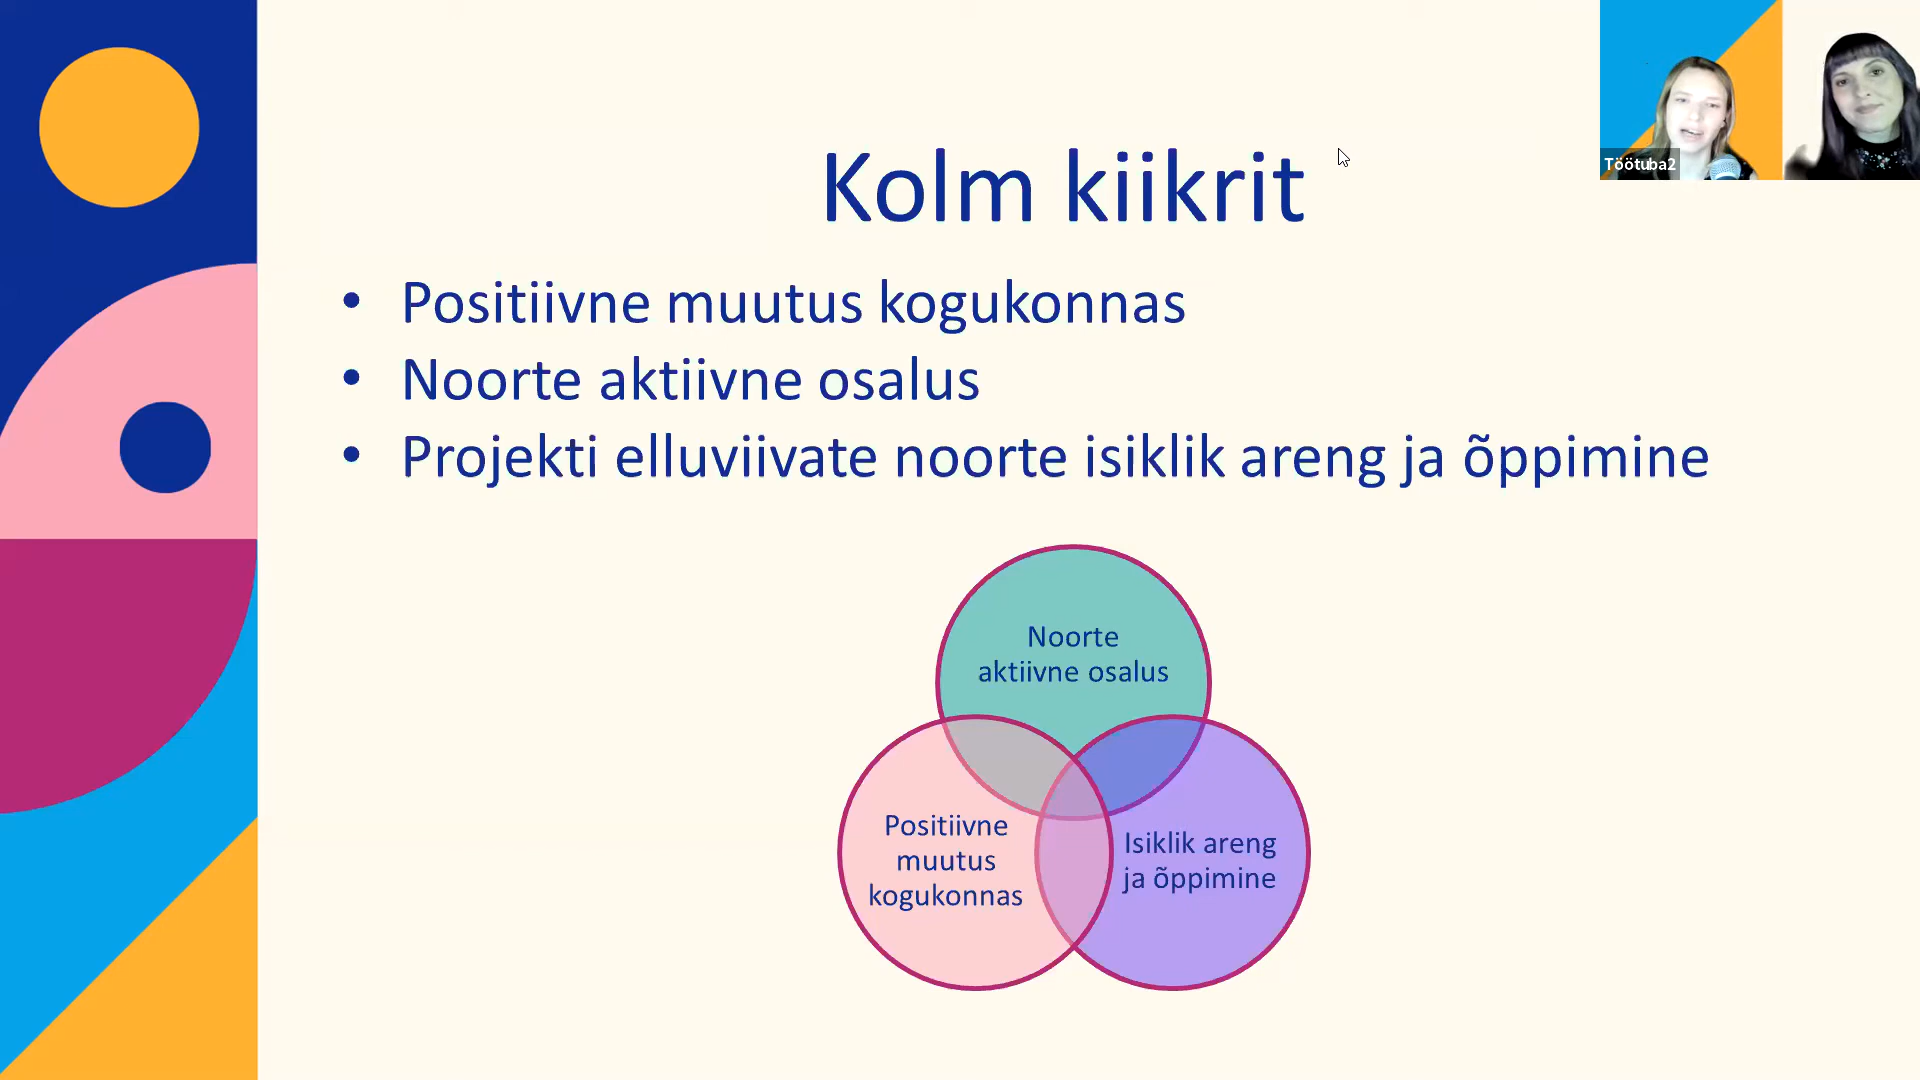 Kolm kiikrit
• Positiivne muutus kogukonnas
• Noorte aktiivne osalus
• Projekti elluviivate noorte isiklik areng ja õppimine
Noorte
aktiivne osalus
Positiivne
muutus
kogukonnas
Isiklik areng
ja õppimine
Töötuba2